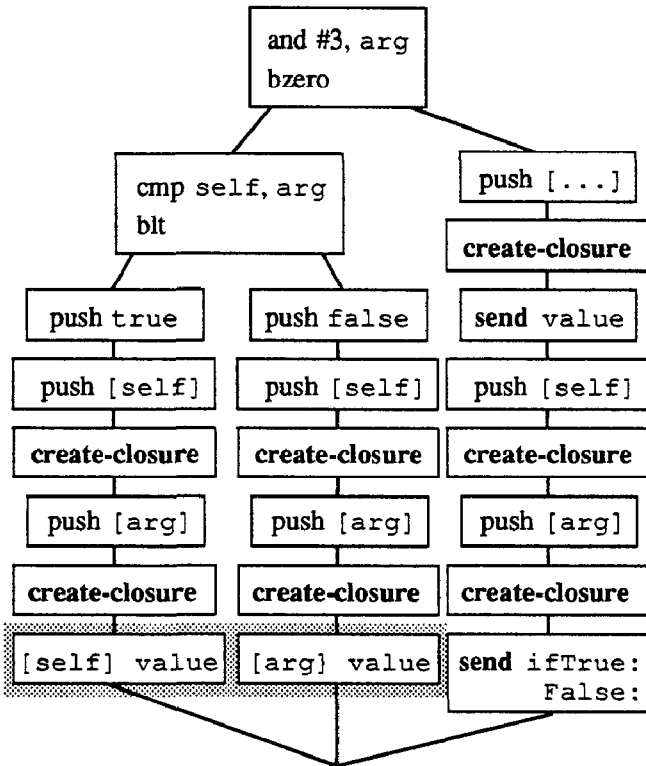 and #3, arg
bzero
cmp self, arg
blt
push [...]
create-closure
push true
push false
send value
push [self]
push [self]
push [self]
create-closure
create-closure
create-closure
push [arg]
push [arg]
push [arg]
create-closure
create-closure
create-closure
[self] value
[arg} value
send ifTrue:
False: